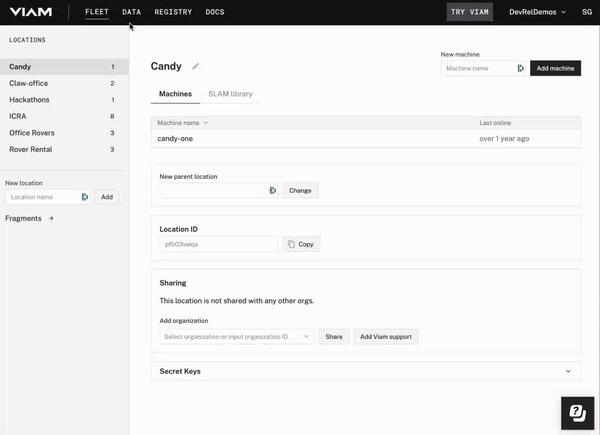 VIAM FLEET DATA REGISTRY DOCS TRY VIAM DevRelDemos SG
LOCATIONS
Candy 1
Claw-office 2
Hackathons 1
ICRA 8
Office Rovers 3
Rover Rental 3
New location
Location name Add
Fragments →
Candy
New machine
Machine name Add machine
Machines SLAM library
Machine name Last online
candy-one over 1 year ago
New parent location
Change
Location ID
pfb03veiqo Copy
Sharing
This location is not shared with any other orgs.
Add organization
Select organization or input organization ID Share Add Viam support
Secret Keys